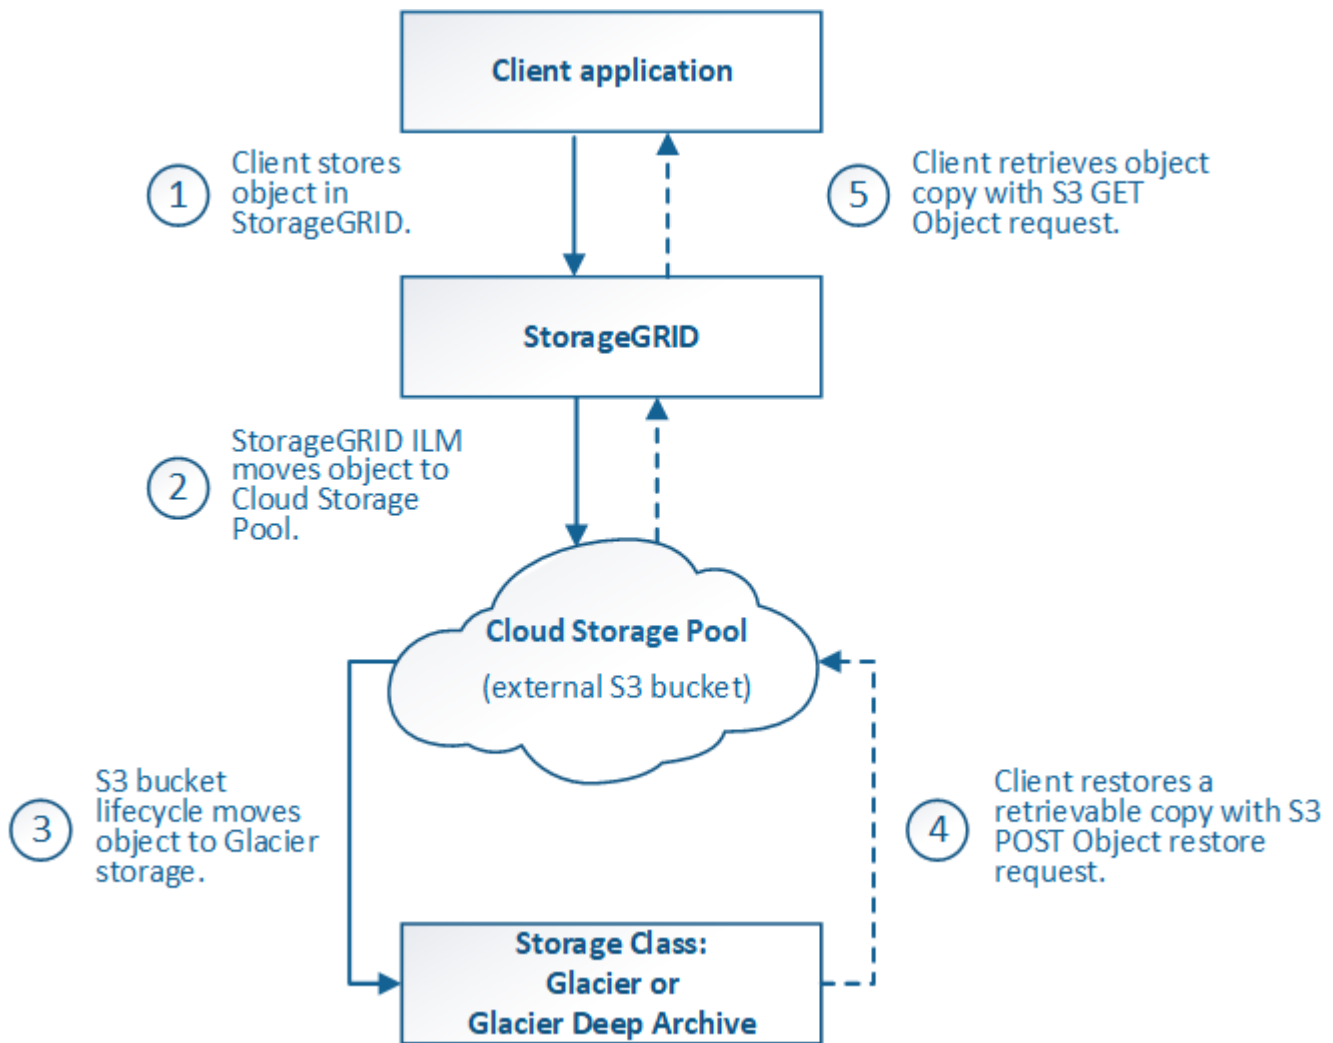 Client application
1
Client stores
object in
StorageGRID.
5
Client retrieves object
copy with S3 GET
Object request.
StorageGRID
2
StorageGRID ILM
moves object to
Cloud Storage
Pool.
Cloud Storage Pool
(external S3 bucket)
3
S3 bucket
lifecycle moves
object to Glacier
storage.
4
Client restores a
retrievable copy with S3
POST Object restore
request.
Storage Class:
Glacier or
Glacier Deep Archive